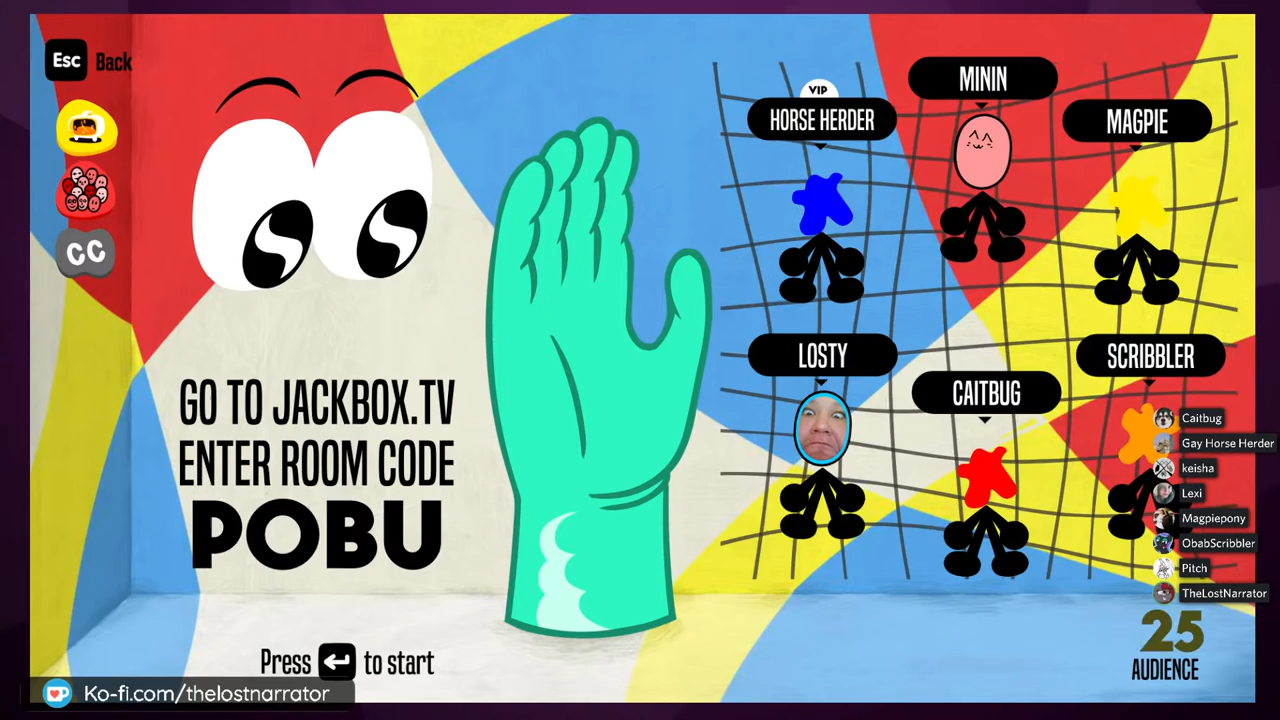 Esc Back
CC
GO TO JACKBOX.TV
ENTER ROOM CODE
POBU
Press to start
VIP
HORSE HERDER
MININ
MAGPIE
LOSTY
CAITBUG
SCRIBBLER
Caitbug
Gay Horse Herder
keisha
Lexi
Magpiepony
ObabScribbler
Pitch
TheLostNarrator
25
AUDIENCE
Ko-fi.com/thelostnarrator